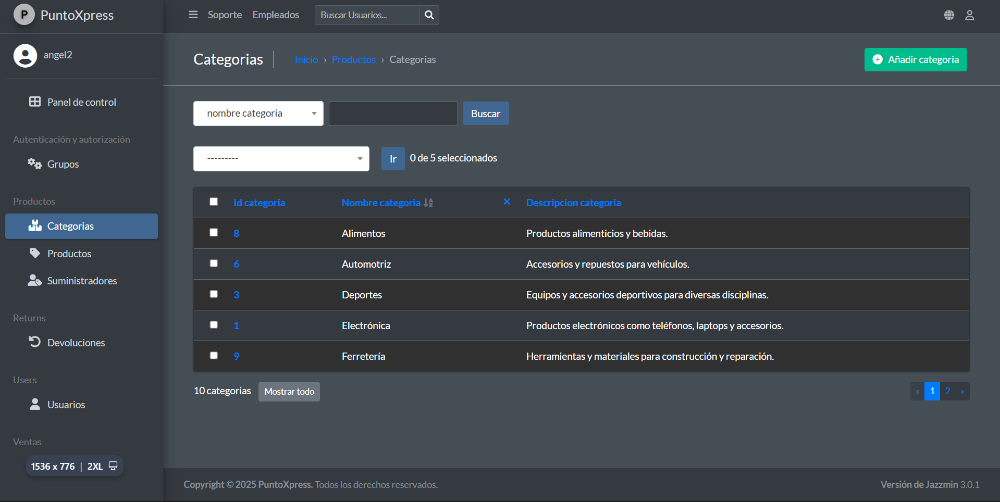 P PuntoXpress
Soporte Empleados Buscar Usuarios...
angel2
Panel de control
Autenticación y autorización
Grupos
Productos
Categorias
Productos
Suministradores
Returns
Devoluciones
Users
Usuarios
Ventas
1536 x 776 | 2XL
Categorias
Inicio › Productos › Categorias
Añadir categoria
nombre categoria Buscar
--------- Ir 0 de 5 seleccionados
Id categoria Nombre categoria Descripcion categoria
8 Alimentos Productos alimenticios y bebidas.
6 Automotriz Accesorios y repuestos para vehículos.
3 Deportes Equipos y accesorios deportivos para diversas disciplinas.
1 Electrónica Productos electrónicos como teléfonos, laptops y accesorios.
9 Ferretería Herramientas y materiales para construcción y reparación.
10 categorias Mostrar todo « 1 2 »
Copyright © 2025 PuntoXpress. Todos los derechos reservados. Versión de Jazzmin 3.0.1